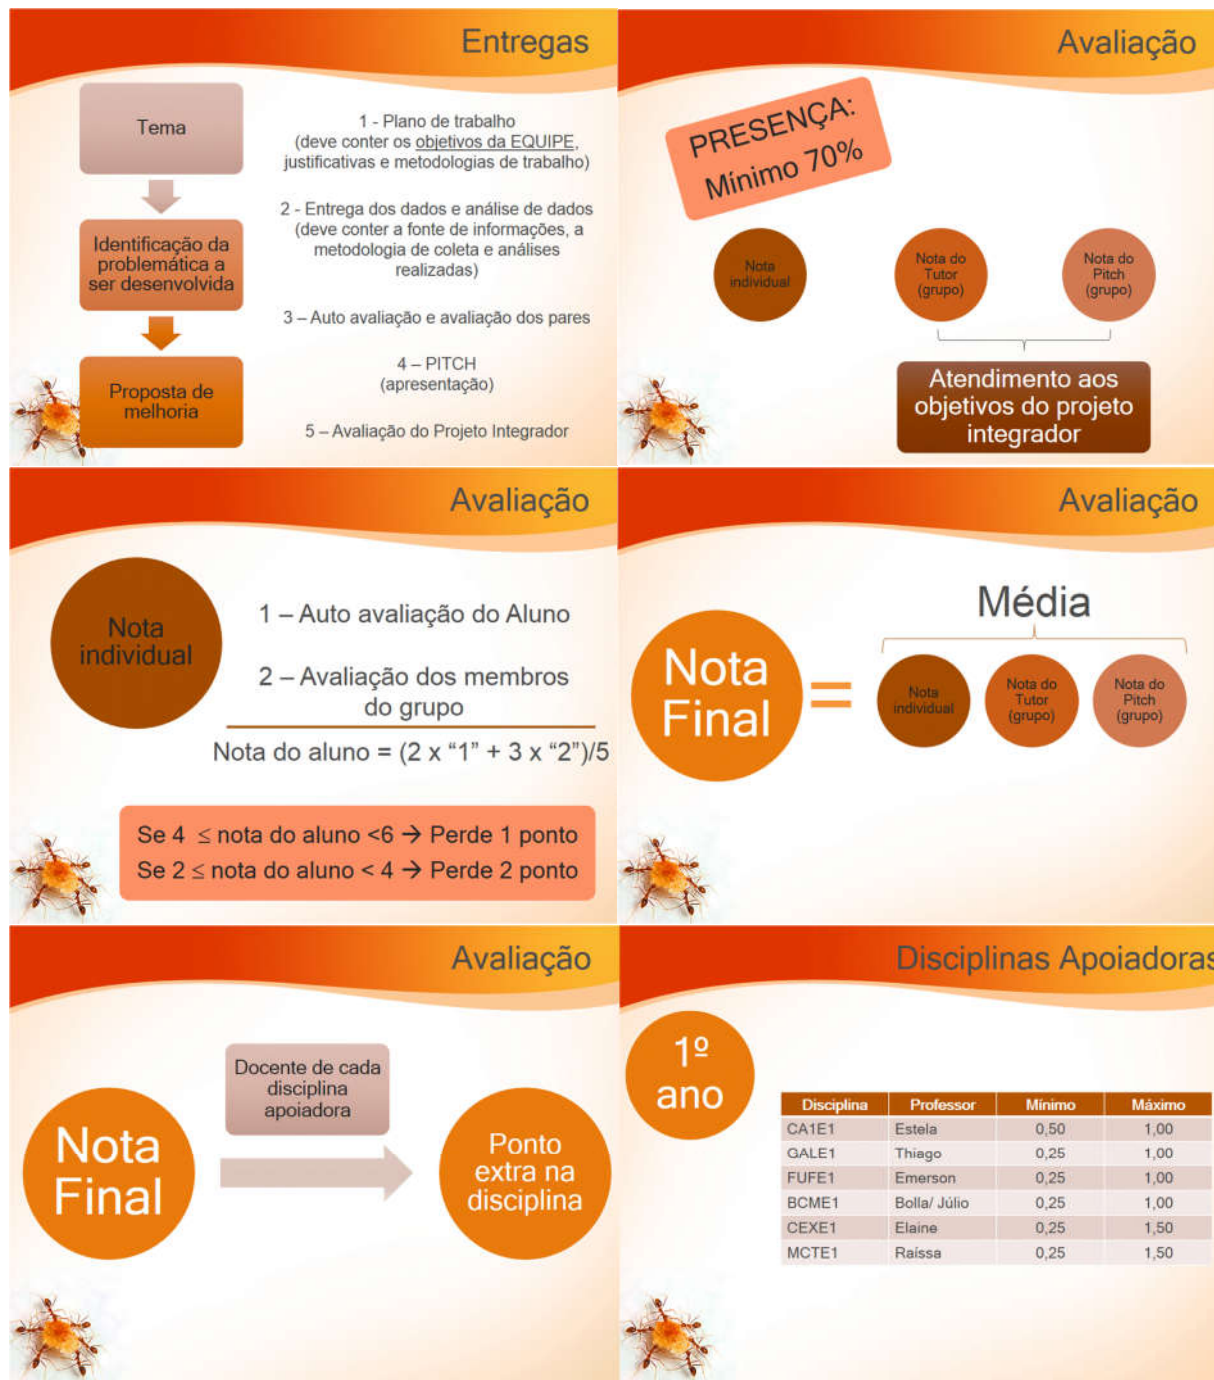 Entregas
Tema
Identificação da
problemática a
ser desenvolvida
Proposta de
melhoria
1 - Plano de trabalho
(deve conter os objetivos da EQUIPE,
justificativas e metodologias de trabalho)
2 - Entrega dos dados e análise de dados
(deve conter a fonte de informações, a
metodologia de coleta e análises
realizadas)
3 – Auto avaliação e avaliação dos pares
4 – PITCH
(apresentação)
5 – Avaliação do Projeto Integrador
Avaliação
PRESENÇA:
Mínimo 70%
Nota
individual
Nota do
Tutor
(grupo)
Nota do
Pitch
(grupo)
Atendimento aos
objetivos do projeto
integrador
Avaliação
Nota
individual
1 – Auto avaliação do Aluno
2 – Avaliação dos membros
do grupo
Nota do aluno = (2 x “1” + 3 x “2”)/5
Se 4 ≤ nota do aluno <6 → Perde 1 ponto
Se 2 ≤ nota do aluno < 4 → Perde 2 ponto
Avaliação
Média
Nota
Final
=
Nota
individual
Nota do
Tutor
(grupo)
Nota do
Pitch
(grupo)
Avaliação
Nota
Final
Docente de cada
disciplina
apoiadora
Ponto
extra na
disciplina
Disciplinas Apoiadoras
1º
ano
Disciplina Professor Mínimo Máximo
CA1E1 Estela 0,50 1,00
GALE1 Thiago 0,25 1,00
FUFE1 Emerson 0,25 1,00
BCME1 Bolla/ Júlio 0,25 1,00
CEXE1 Elaine 0,25 1,50
MCTE1 Raíssa 0,25 1,50